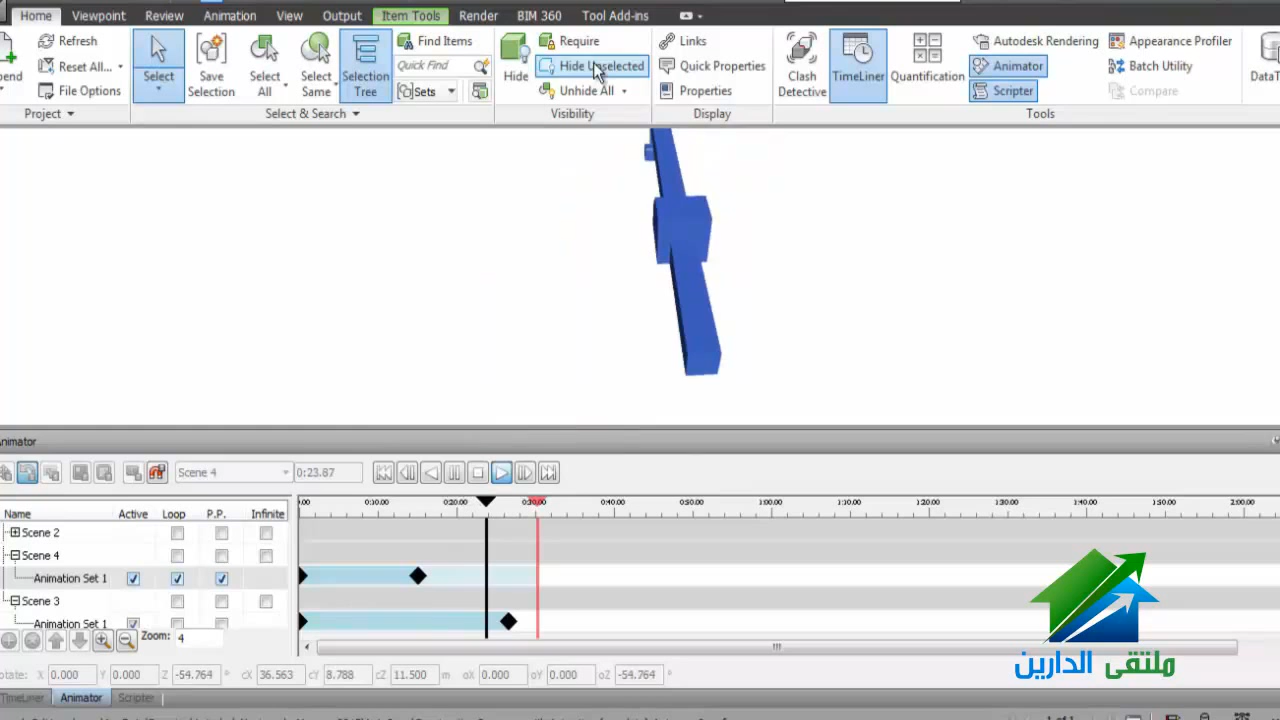 Home Viewpoint Review Animation View Output Item Tools Render BIM 360 Tool Add-ins
Refresh
Reset All...
File Options
Project
Select
Save Selection
Select All
Select Same
Selection Tree
Find Items
Quick Find
Sets
Select & Search
Hide
Require
Hide Unselected
Unhide All
Visibility
Links
Quick Properties
Properties
Display
Clash Detective
TimeLiner
Quantification
Autodesk Rendering
Animator
Scripter
Appearance Profiler
Batch Utility
Compare
Tools
Scene 4 0:23.87
0:10.00 0:20.00 0:30.00 0:40.00 0:50.00 1:00.00 1:10.00 1:20.00 1:30.00 1:40.00 1:50.00 2:00.00
Name Active Loop P.P. Infinite
Scene 2
Scene 4
Animation Set 1
Scene 3
Animation Set 1
Zoom: 4
X 0.000 Y 0.000 Z -54.764 ° cX 36.563 cY 8.788 cZ 11.500 m oX 0.000 oY 0.000 oZ -54.764 °
TimeLiner Animator Scripter
ملتقى الدارين